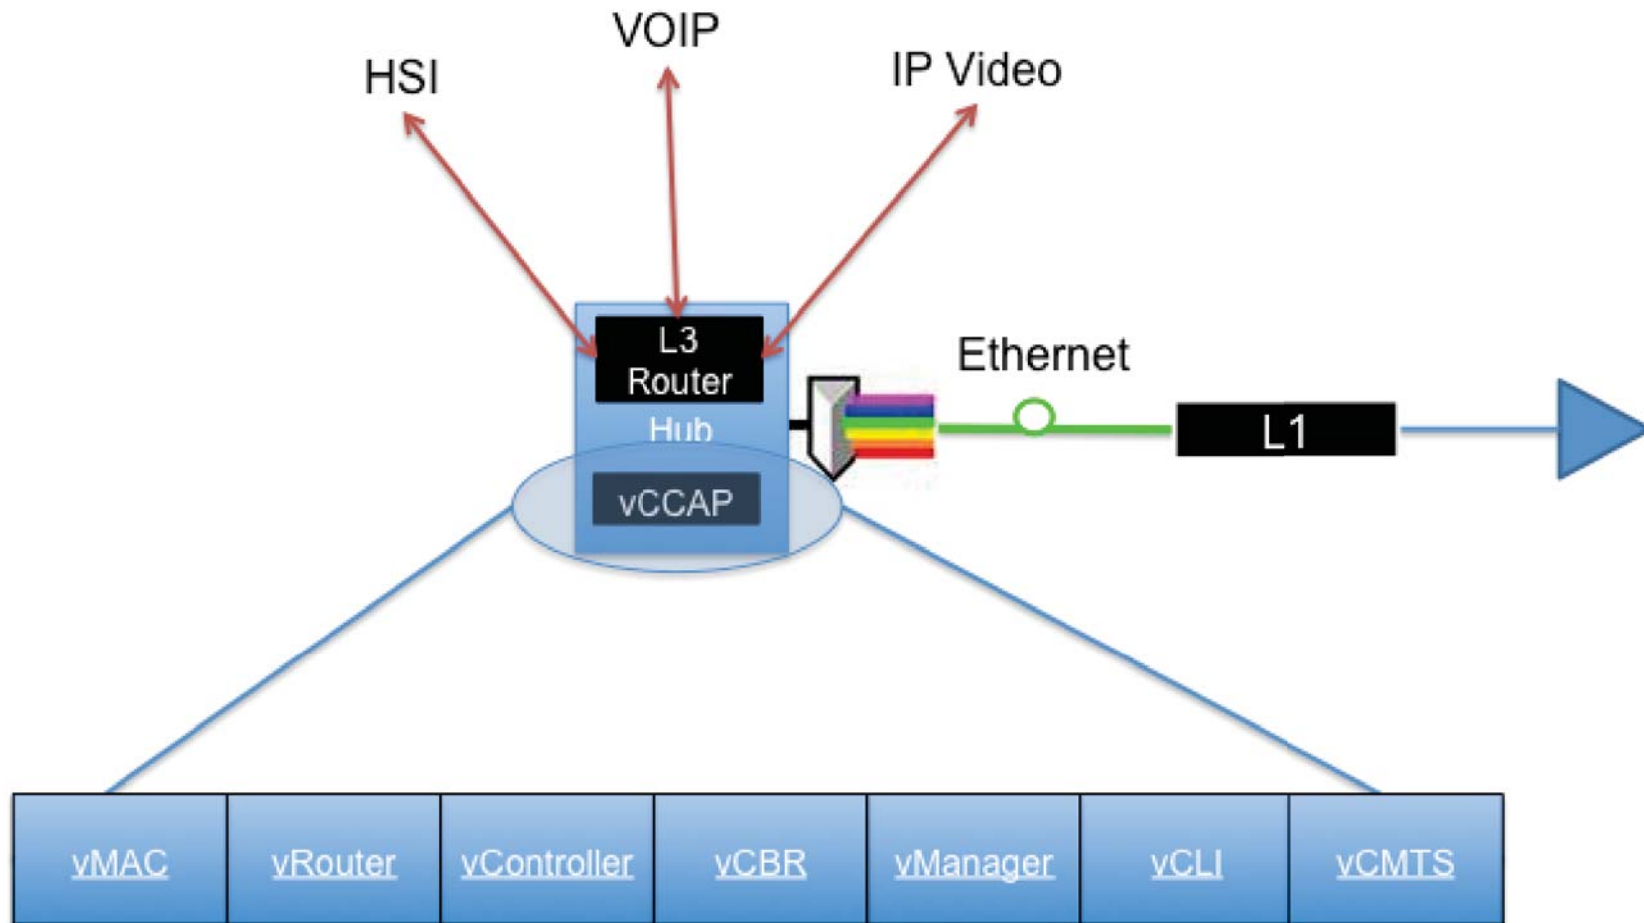 VOIP
HSI
IP Video
L3
Router
Hub
Ethernet
L1
vCCAP
vMAC
vRouter
vController
vCBR
vManager
vCLI
vCMTS